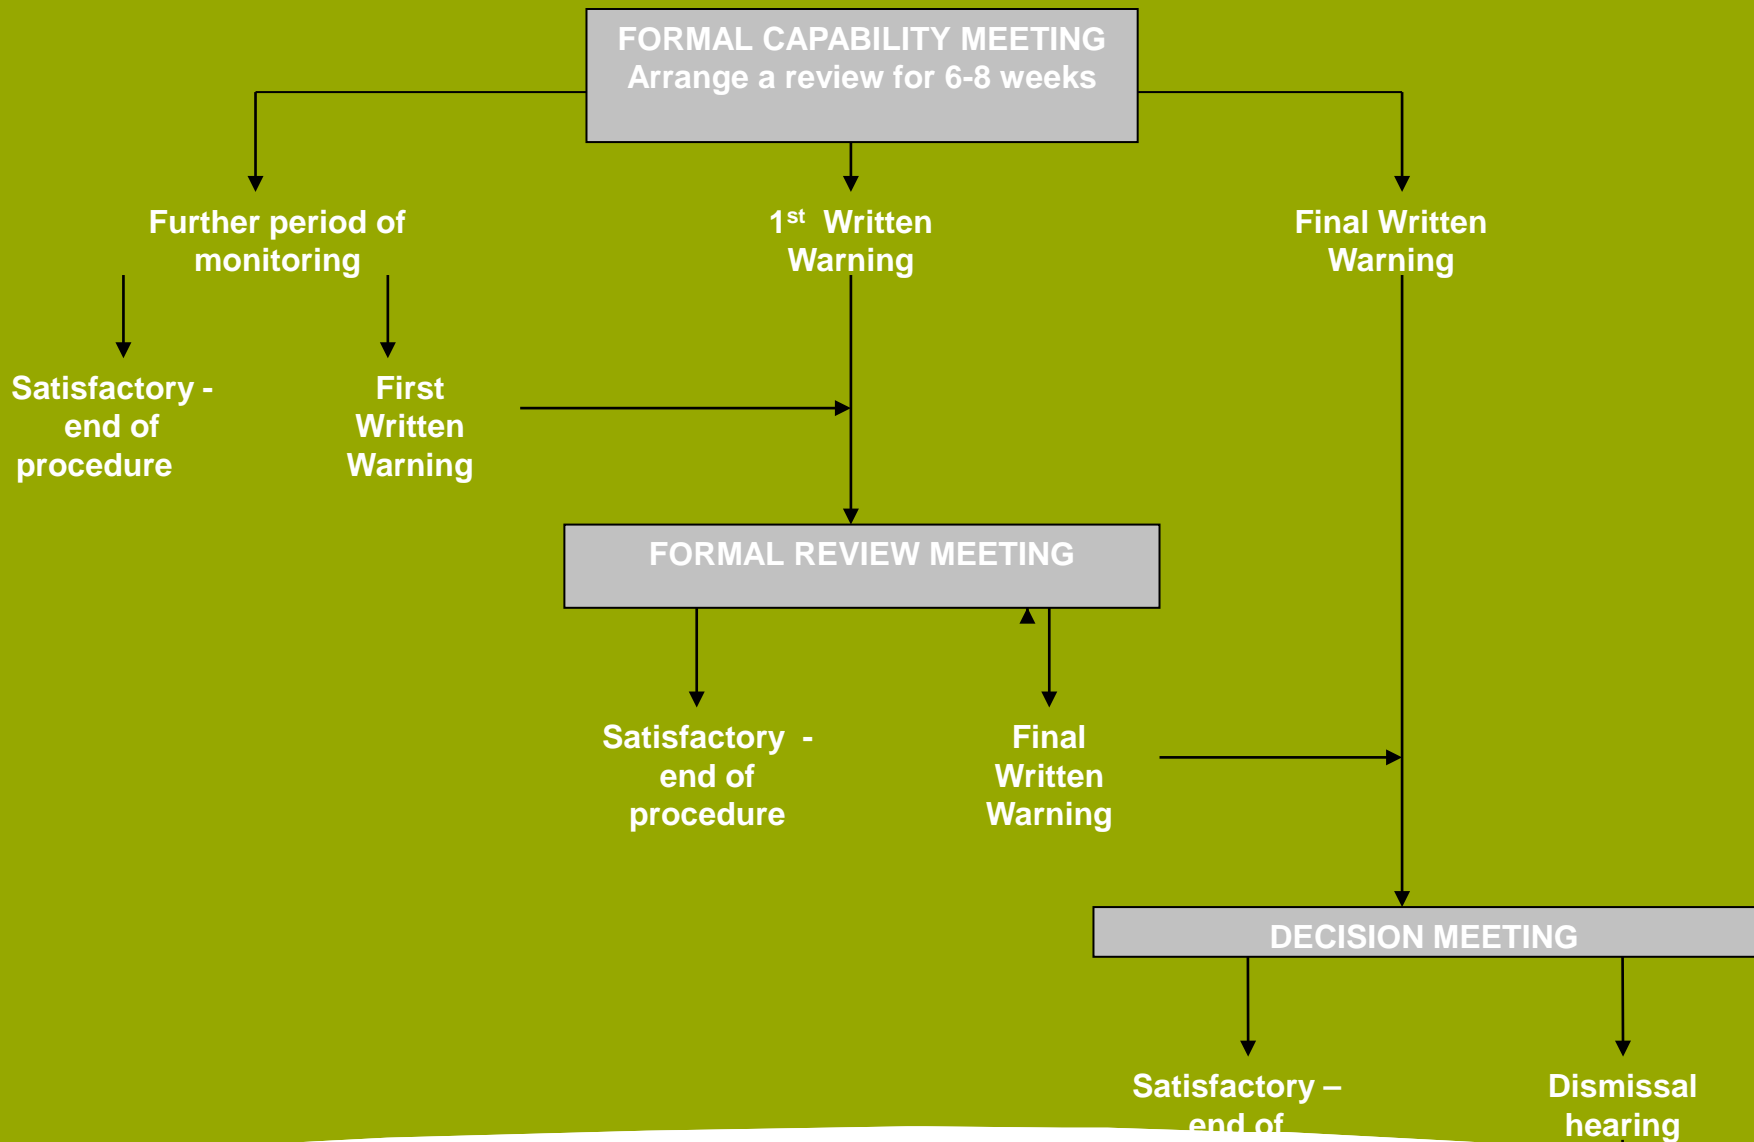 FORMAL CAPABILITY MEETING
Arrange a review for 6-8 weeks
Further period of
monitoring
1st Written
Warning
Final Written
Warning
Satisfactory -
end of
procedure
First
Written
Warning
FORMAL REVIEW MEETING
Satisfactory -
end of
procedure
Final
Written
Warning
DECISION MEETING
Satisfactory –
end of
Dismissal
hearing